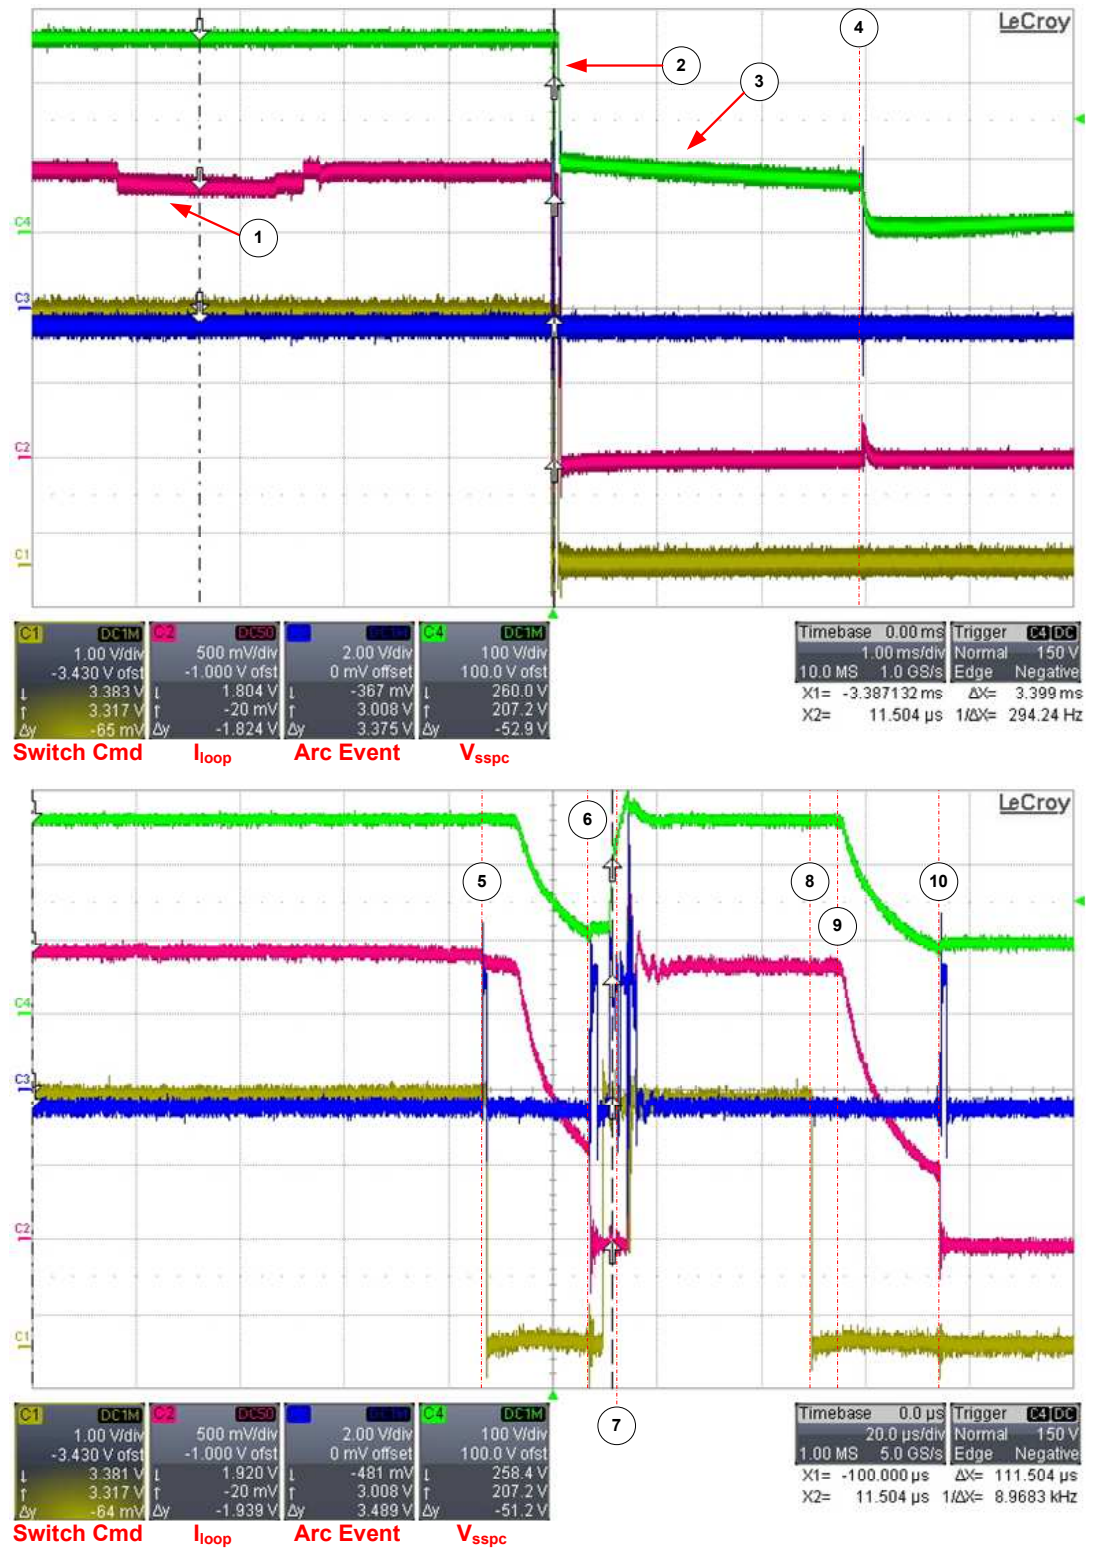 LeCroy
4
2
3
1
C4
C3
C2
C1
C1 DC1M
1.00 V/div
-3.430 V ofst
↓ 3.383 V
↑ 3.317 V
Δy -65 mV
C2 DC50
500 mV/div
-1.000 V ofst
↓ 1.804 V
↑ -20 mV
Δy -1.824 V
2.00 V/div
0 mV offset
↓ -367 mV
↑ 3.008 V
Δy 3.375 V
C4 DC1M
100 V/div
100.0 V ofst
↓ 260.0 V
↑ 207.2 V
Δy -52.9 V
Timebase 0.00 ms
1.00 ms/div
10.0 MS 1.0 GS/s
Trigger C4 DC
Normal 150 V
Edge Negative
X1= -3.387132 ms ΔX= 3.399 ms
X2= 11.504 µs 1/ΔX= 294.24 Hz
Switch Cmd Iloop Arc Event Vsspc
LeCroy
6
5
8
10
9
C4
C3
C2
C1
7
C1 DC1M
1.00 V/div
-3.430 V ofst
↓ 3.381 V
↑ 3.317 V
Δy -64 mV
C2 DC50
500 mV/div
-1.000 V ofst
↓ 1.920 V
↑ -20 mV
Δy -1.939 V
2.00 V/div
0 mV offset
↓ -481 mV
↑ 3.008 V
Δy 3.489 V
C4 DC1M
100 V/div
100.0 V ofst
↓ 258.4 V
↑ 207.2 V
Δy -51.2 V
Timebase 0.0 µs
20.0 µs/div
1.00 MS 5.0 GS/s
Trigger C4 DC
Normal 150 V
Edge Negative
X1= -100.000 µs ΔX= 111.504 µs
X2= 11.504 µs 1/ΔX= 8.9683 kHz
Switch Cmd Iloop Arc Event Vsspc